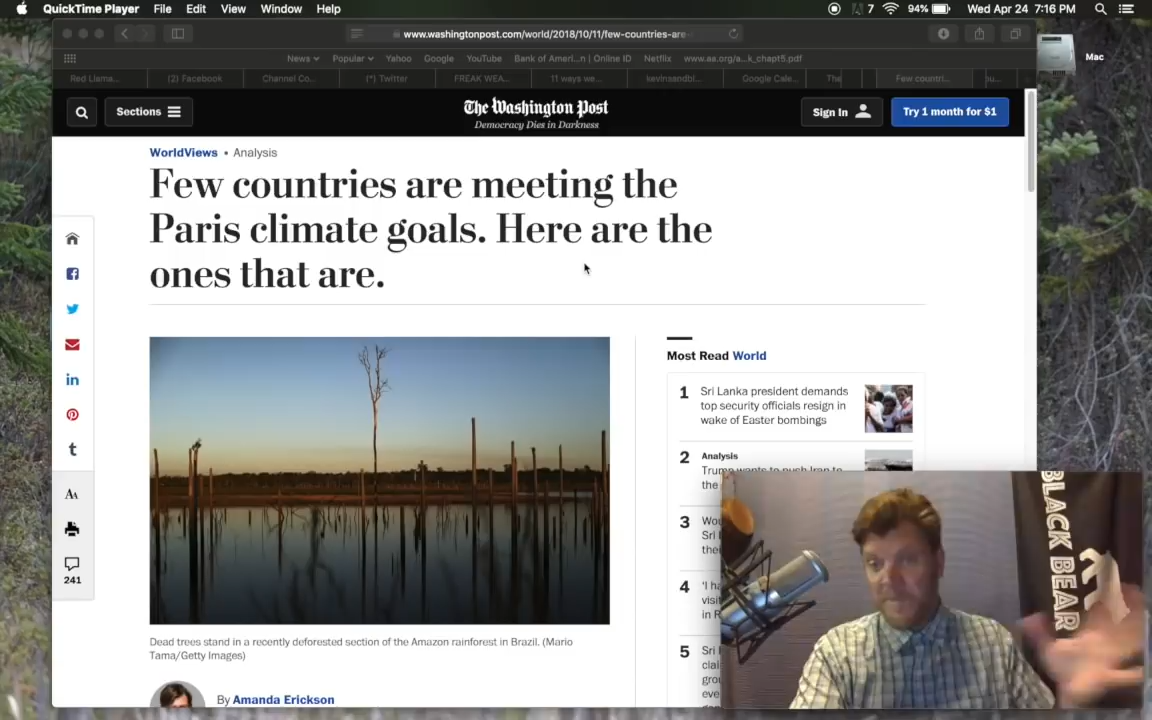 QuickTime Player File Edit View Window Help
7 94% Wed Apr 24 7:16 PM
www.washingtonpost.com/world/2018/10/11/few-countries-are-
Mac
News Popular Yahoo Google YouTube Bank of Ameri...n | Online ID Netflix www.aa.org/a...k_chapt5.pdf
Red Llama... (2) Facebook Channel Co... (*) Twitter FREAK WEA... 11 ways we... kevinsandbl... Google Cale... The Few countri...
Sections
The Washington Post
Democracy Dies in Darkness
Sign In
Try 1 month for $1
WorldViews • Analysis
Few countries are meeting the
Paris climate goals. Here are the
ones that are.
241
Dead trees stand in a recently deforested section of the Amazon rainforest in Brazil. (Mario
Tama/Getty Images)
By Amanda Erickson
Most Read World
1 Sri Lanka president demands
top security officials resign in
wake of Easter bombings
2 Analysis
Trump wants to push Iran to
the
3 Wou
Sri
the
4 'I ha
visit
in R
5 Sri
clai
gro
eve
BLACK BEAR